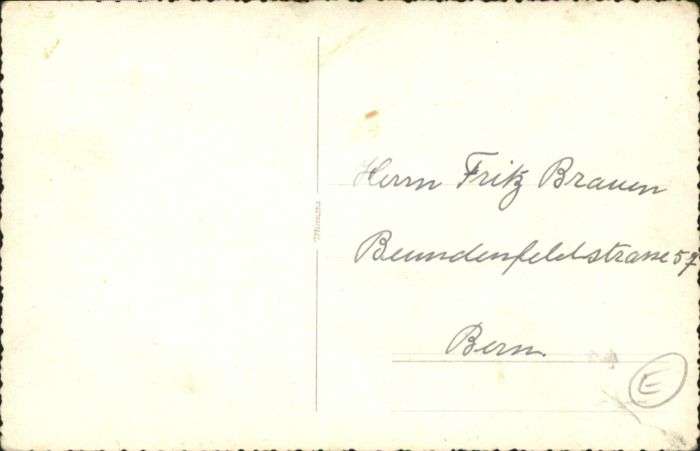 Herrn Fritz Brauen
Beundenfeldstrasse 57
Bern.
E